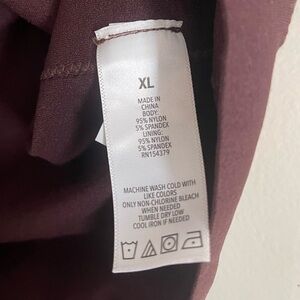 XL
MADE IN
CHINA
BODY:
95% NYLON
5% SPANDEX
LINING:
95% NYLON
5% SPANDEX
RN154379
MACHINE WASH COLD WITH
LIKE COLORS
ONLY NON-CHLORINE BLEACH
WHEN NEEDED
TUMBLE DRY LOW
COOL IRON IF NEEDED